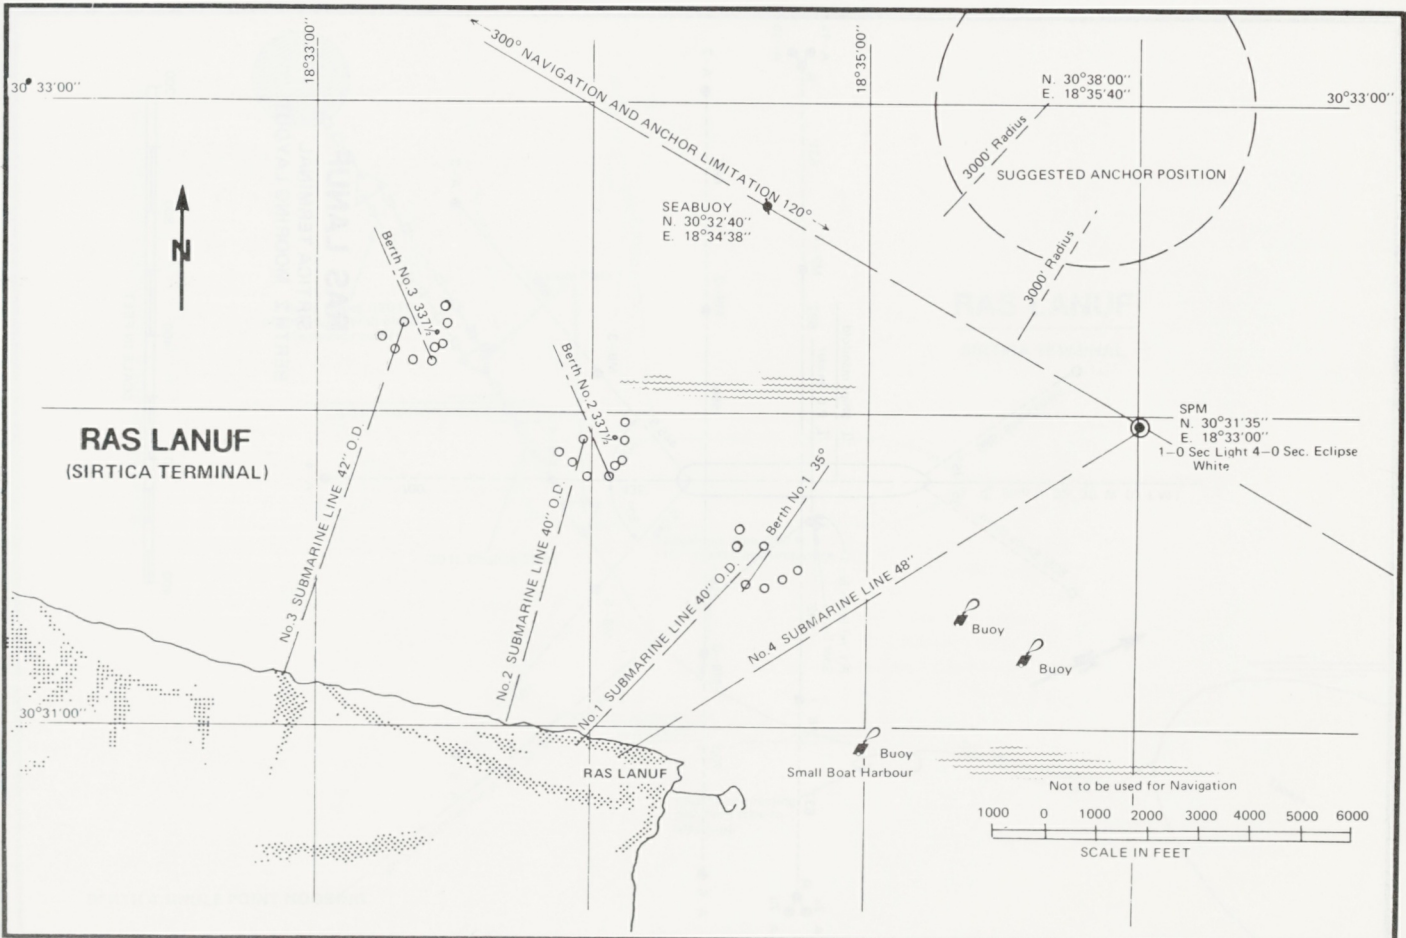 18°33'00''
18°35'00''
30°33'00''
30°33'00''
300° NAVIGATION AND ANCHOR LIMITATION 120°
N. 30°38'00''
E. 18°35'40''
3000' Radius
SUGGESTED ANCHOR POSITION
3000' Radius
SEABUOY
N. 30°32'40''
E. 18°34'38''
N
Berth No.3 337½
Berth No.2 337½
Berth No.1 35°
RAS LANUF
(SIRTICA TERMINAL)
SPM
N. 30°31'35''
E. 18°33'00''
1–0 Sec Light 4–0 Sec. Eclipse
White
No.3 SUBMARINE LINE 42'' O.D.
No.2 SUBMARINE LINE 40'' O.D.
No.1 SUBMARINE LINE 40'' O.D.
No.4 SUBMARINE LINE 48''
Buoy
Buoy
30°31'00''
Buoy
Small Boat Harbour
RAS LANUF
Not to be used for Navigation
1000 0 1000 2000 3000 4000 5000 6000
SCALE IN FEET